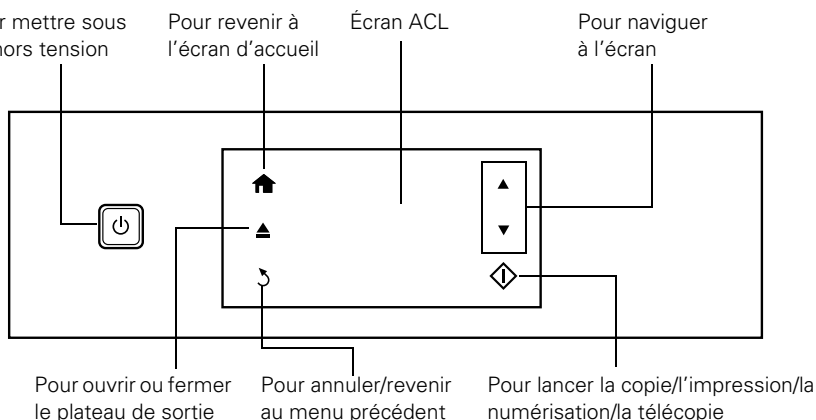 r mettre sous
hors tension
Pour revenir à
l'écran d'accueil
Écran ACL
Pour naviguer
à l'écran
Pour ouvrir ou fermer
le plateau de sortie
Pour annuler/revenir
au menu précédent
Pour lancer la copie/l'impression/la
numérisation/la télécopie